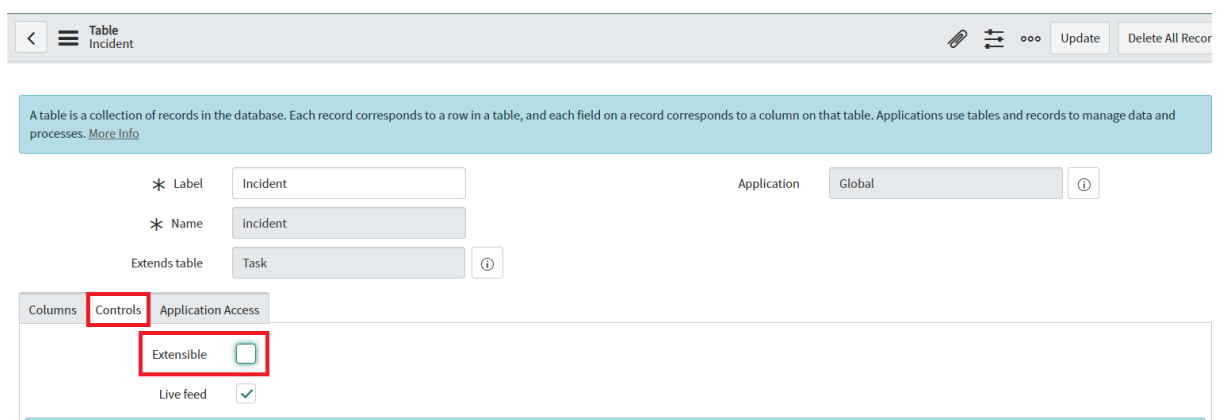 Table
Incident
Update
Delete All Recor
A table is a collection of records in the database. Each record corresponds to a row in a table, and each field on a record corresponds to a column on that table. Applications use tables and records to manage data and
processes. More Info
Label Incident Application Global
Name incident
Extends table Task
Columns Controls Application Access
Extensible
Live feed